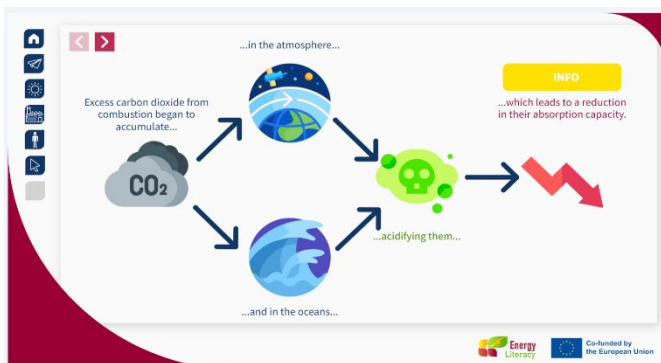 ...in the atmosphere...
INFO
Excess carbon dioxide from
combustion began to
accumulate...
...which leads to a reduction
in their absorption capacity.
CO2
...acidifying them...
...and in the oceans...
Energy
Literacy
Co-funded by
the European Union